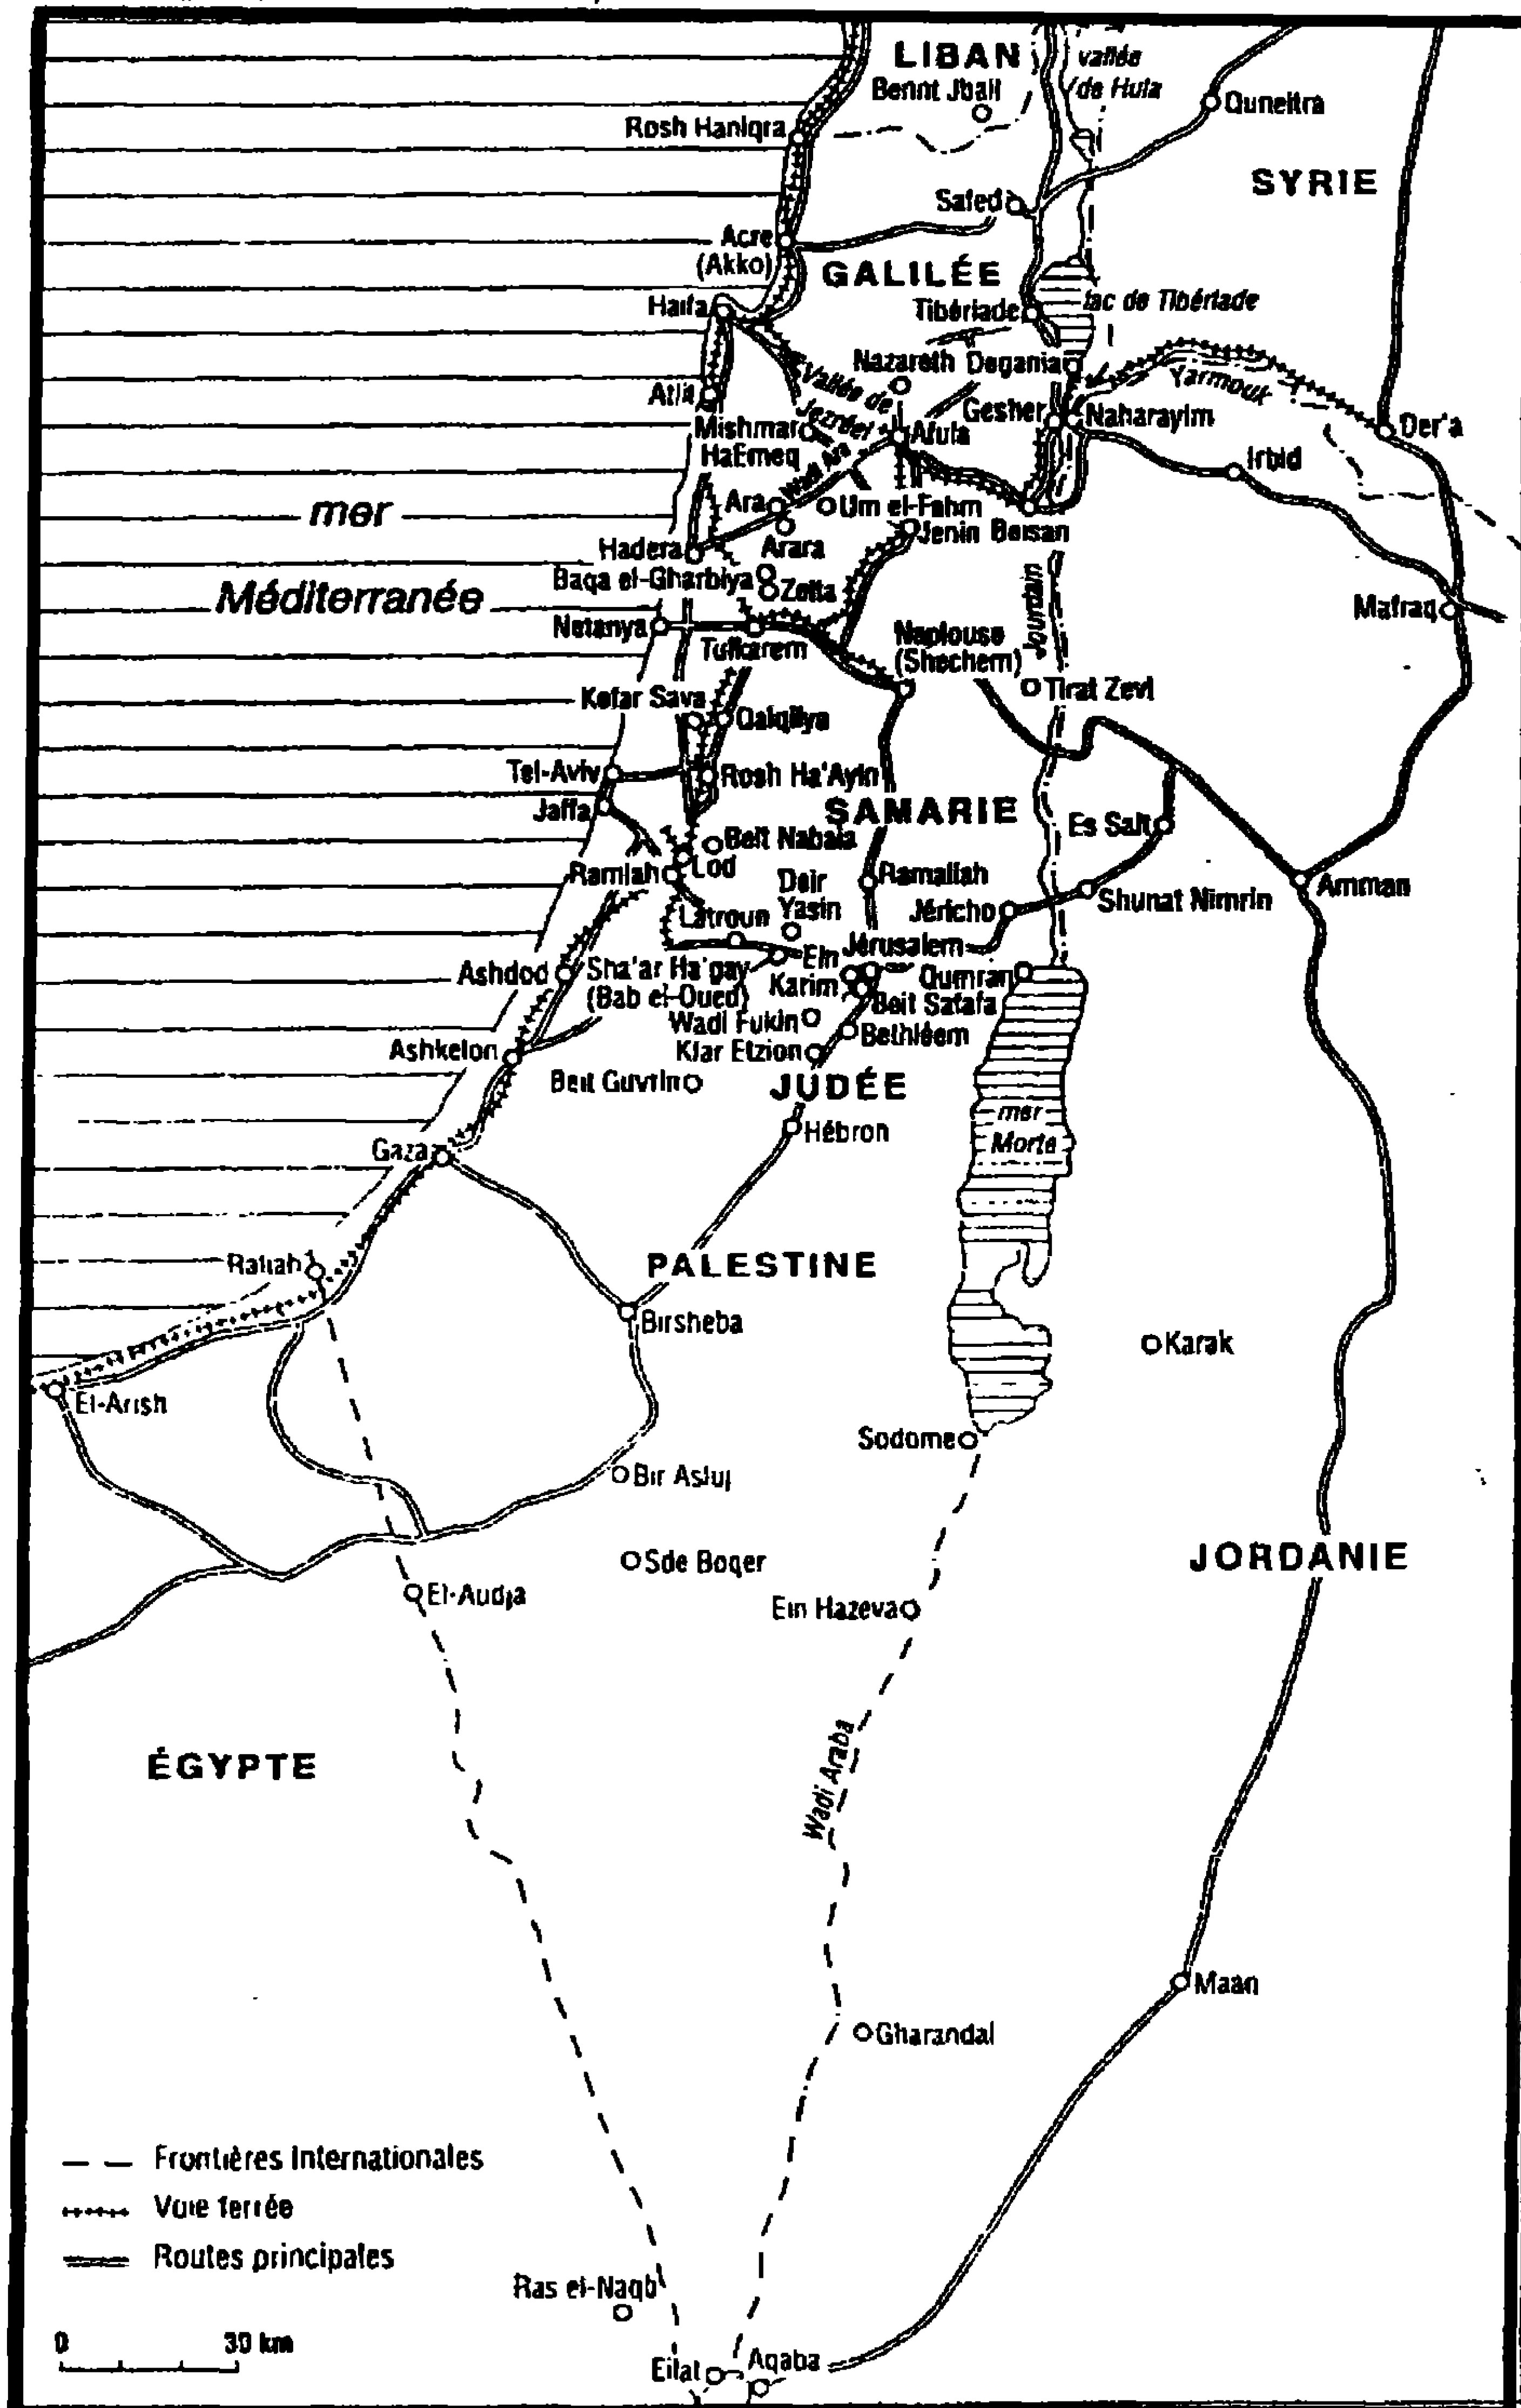 LIBAN
vallée
de Hula
Bennt Jbail
Quneitra
Rosh Haniqra
SYRIE
Safed
Acre
(Akko)
GALILÉE
Haifa
Tibériade
lac de Tibériade
Nazareth
Degania
Vallée de
Jezréel
Yarmouk
Atlit
Gesher
Naharayim
Mishmar
HaEmeq
Afula
Der'a
Wadi Ara
Irbid
mer
Ara
Um el-Fahm
Jenin
Beisan
Hadera
Arara
Baqa el-Gharbiya
Zeita
Méditerranée
Jourdain
Mafraq
Netanya
Tulkarem
Naplouse
(Shechem)
Tirat Zevi
Kefar Sava
Qalqilya
Tel-Aviv
Rosh Ha'Ayin
Jaffa
SAMARIE
Es Salt
Beit Nabala
Ramlah
Lod
Deir
Yasin
Ramallah
Amman
Latroun
Jéricho
Shunat Nimrin
Jérusalem
Ashdod
Sha'ar Ha'gay
(Bab el-Oued)
Ein
Karim
Qumran
Beit Safafa
Wadi Fukin
Bethléem
Ashkelon
Kfar Etzion
Beit Guvrin
JUDÉE
mer
Morte
Hébron
Gaza
Rafiah
PALESTINE
Birsheba
Karak
El-Arish
Sodome
Bir Asluj
JORDANIE
Sde Boqer
El-Audja
Ein Hazeva
Wadi Araba
ÉGYPTE
Maan
Gharandal
Frontières Internationales
Voie ferrée
Routes principales
Ras el-Naqb
0 30 km
Eilat
Aqaba